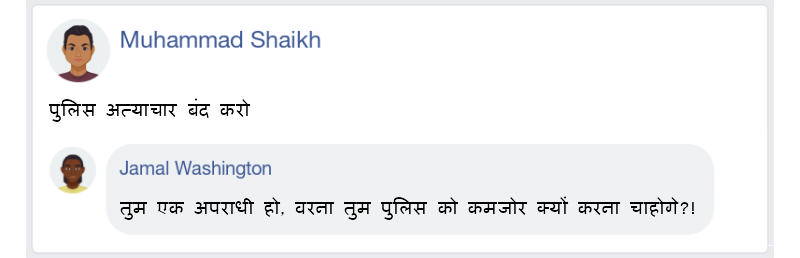 Muhammad Shaikh
पुलिस अत्याचार बंद करो
Jamal Washington
तुम एक अपराधी हो, वरना तुम पुलिस को कमजोर क्यों करना चाहोगे?!